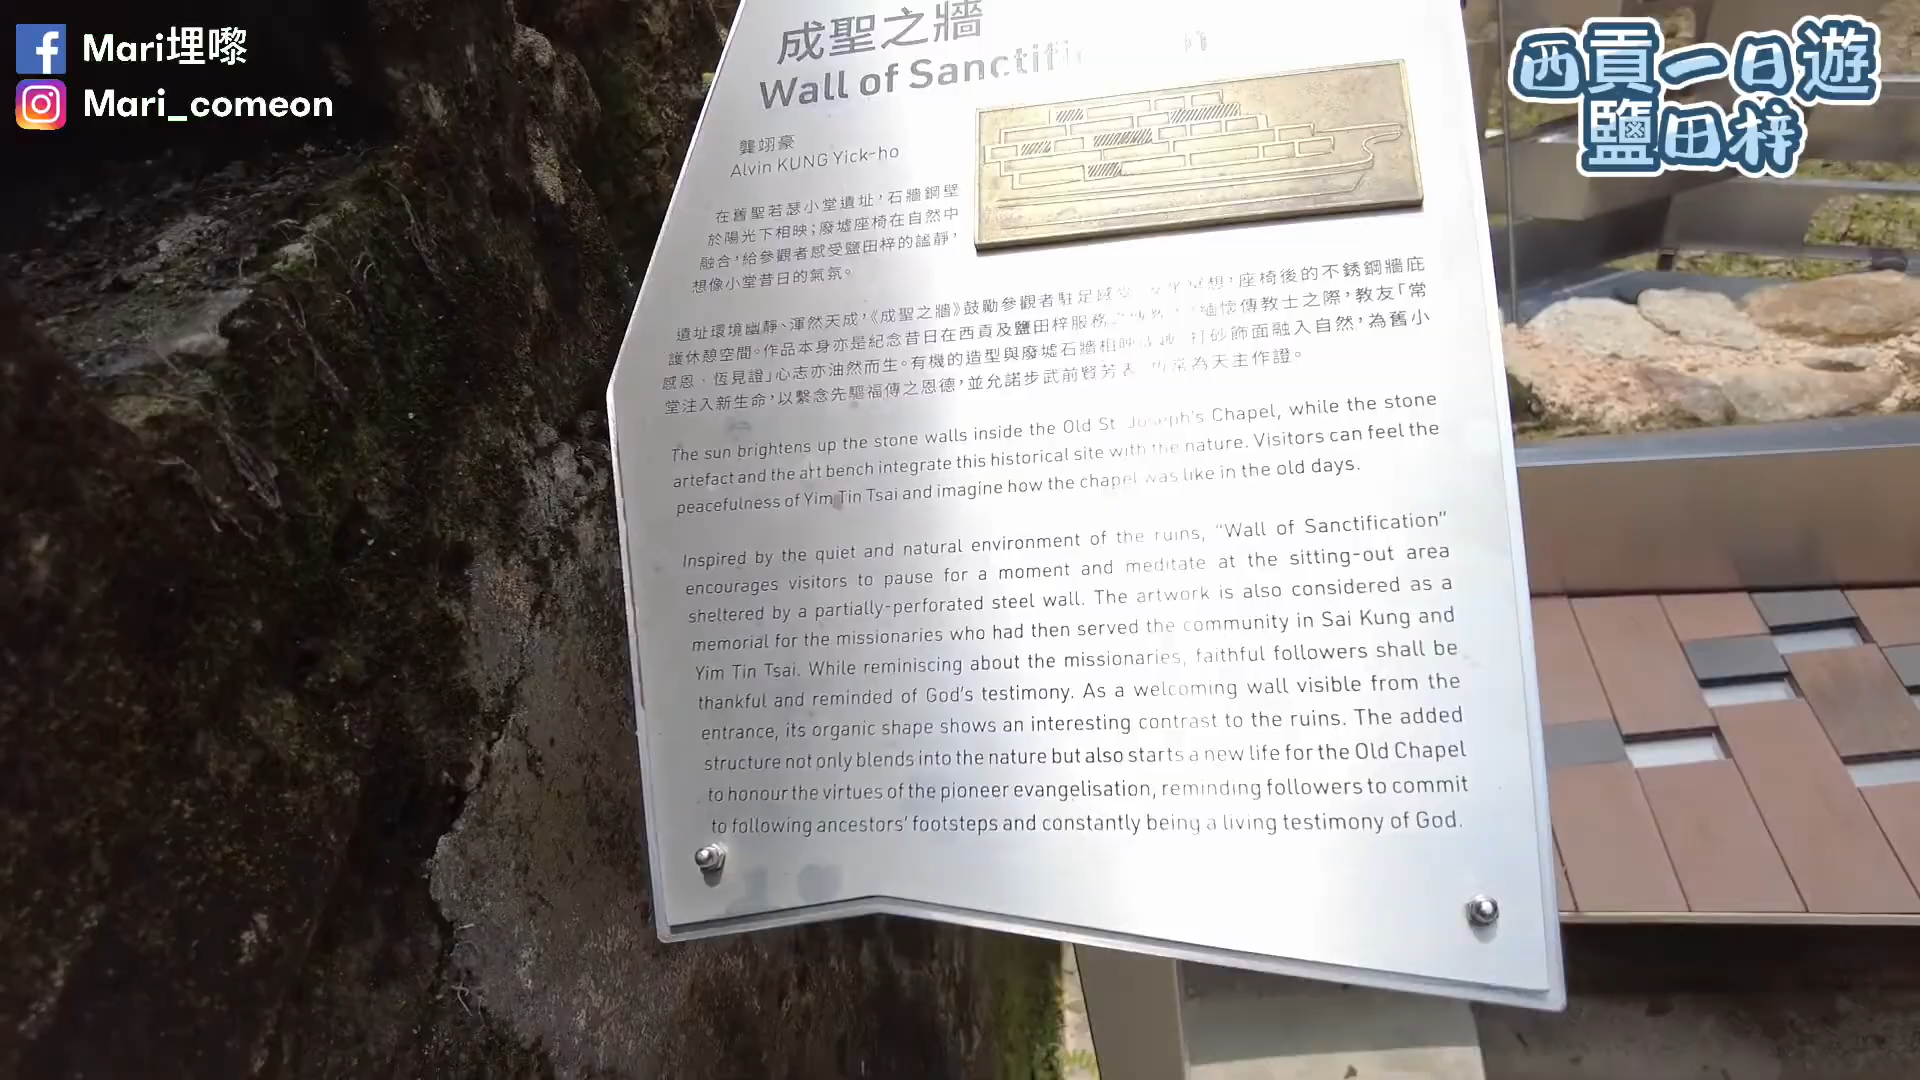 Mari埋嚟
Mari_comeon
西貢一日遊
鹽田梓
成聖之牆
Wall of
龔翊豪
Alvin KUNG Yick-ho
在舊聖若瑟小堂遺址，石牆鋼壁
於陽光下相映；廢墟座椅在自然中
融合，給參觀者感受鹽田梓的謐靜，
想像小堂昔日的氣氛。
遺址環境幽靜、渾然天成，《成聖之牆》鼓勵參觀者駐足 想，座椅後的不銹鋼牆庇
護休憩空間。作品本身亦是紀念昔日在西貢及鹽田梓服務 緬懷傳教士之際，教友「常
感恩、恆見證」心志亦油然而生。有機的造型與廢墟石牆相映 打砂飾面融入自然，為舊小
堂注入新生命，以繫念先驅福傳之恩德，並允諾步武前賢芳 為天主作證。
The sun brightens up the stone walls inside the Old St. Joseph's Chapel, while the stone
artefact and the art bench integrate this historical site with the nature. Visitors can feel the
peacefulness of Yim Tin Tsai and imagine how the chapel was like in the old days.
Inspired by the quiet and natural environment of the ruins, “Wall of Sanctification”
encourages visitors to pause for a moment and meditate at the sitting-out area
sheltered by a partially-perforated steel wall. The artwork is also considered as a
memorial for the missionaries who had then served the community in Sai Kung and
Yim Tin Tsai. While reminiscing about the missionaries, faithful followers shall be
thankful and reminded of God's testimony. As a welcoming wall visible from the
entrance, its organic shape shows an interesting contrast to the ruins. The added
structure not only blends into the nature but also starts a new life for the Old Chapel
to honour the virtues of the pioneer evangelisation, reminding followers to commit
to following ancestors' footsteps and constantly being a living testimony of God.